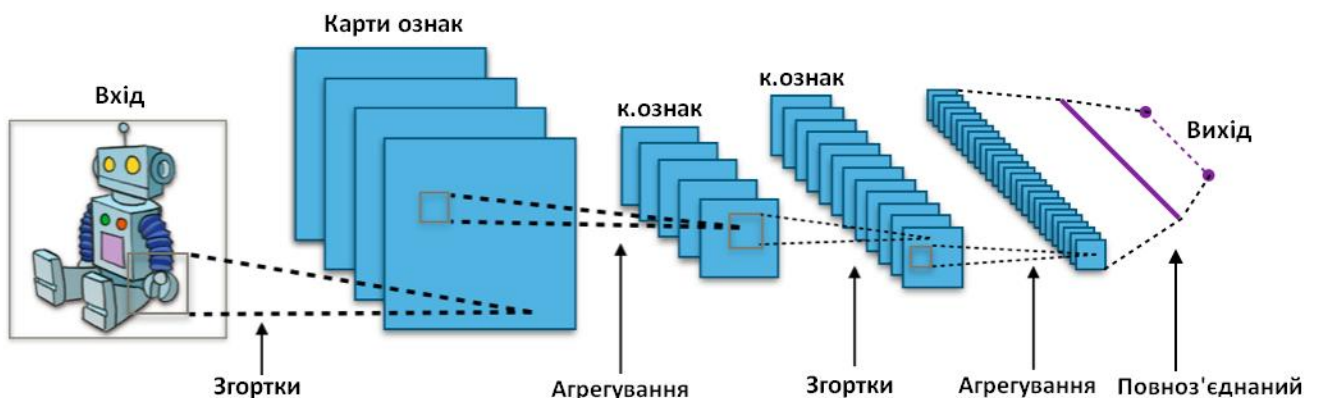 Карти ознак
Вхід
к.ознак
к.ознак
Вихід
Згортки
Агрегування
Згортки
Агрегування
Повноз'єднаний